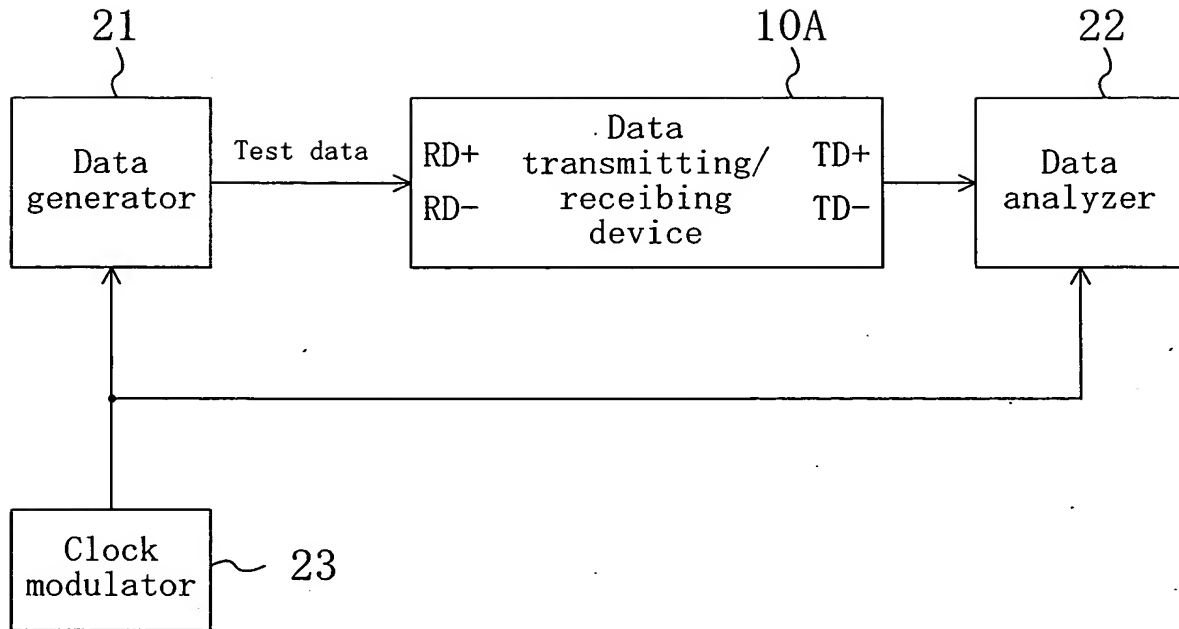 21
10A
22
Data
generator
Test data
RD+
RD-
Data
transmitting/
receibing
device
TD+
TD-
Data
analyzer
Clock
modulator
23